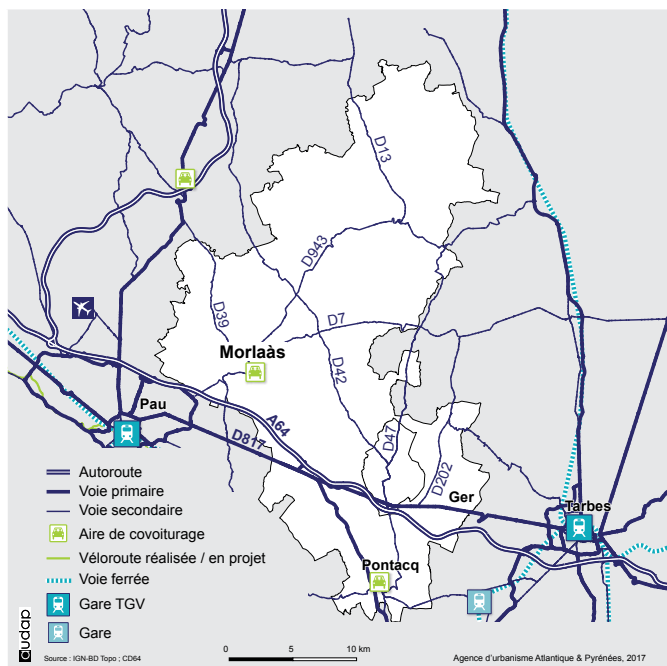 D13
D943
D39
D7
Morlaàs
D42
Pau
A64
D817
D47
D202
Ger
Tarbes
Pontacq
Autoroute
Voie primaire
Voie secondaire
Aire de covoiturage
Véloroute réalisée / en projet
Voie ferrée
Gare TGV
Gare
audap
Source : IGN-BD Topo ; CD64
0 5 10 km
Agence d'urbanisme Atlantique & Pyrénées, 2017